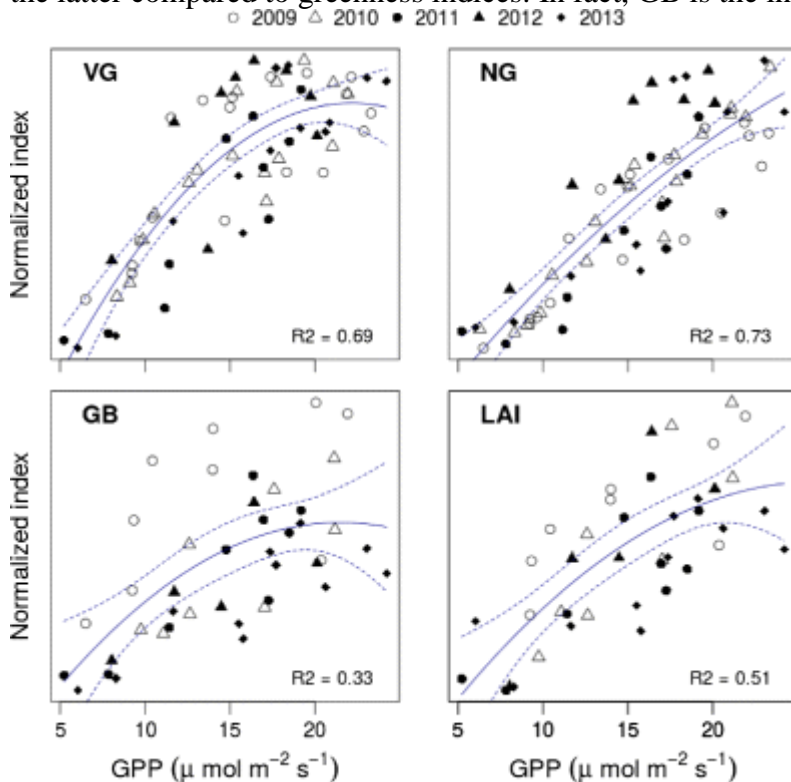 the latter compared to greenness indices. In fact, GB is the
2009 2010 2011 2012 2013
VG NG
Normalized index
R2 = 0.69 R2 = 0.73
GB LAI
Normalized index
R2 = 0.33 R2 = 0.51
5 10 15 20 5 10 15 20
GPP (μ mol m⁻² s⁻¹) GPP (μ mol m⁻² s⁻¹)